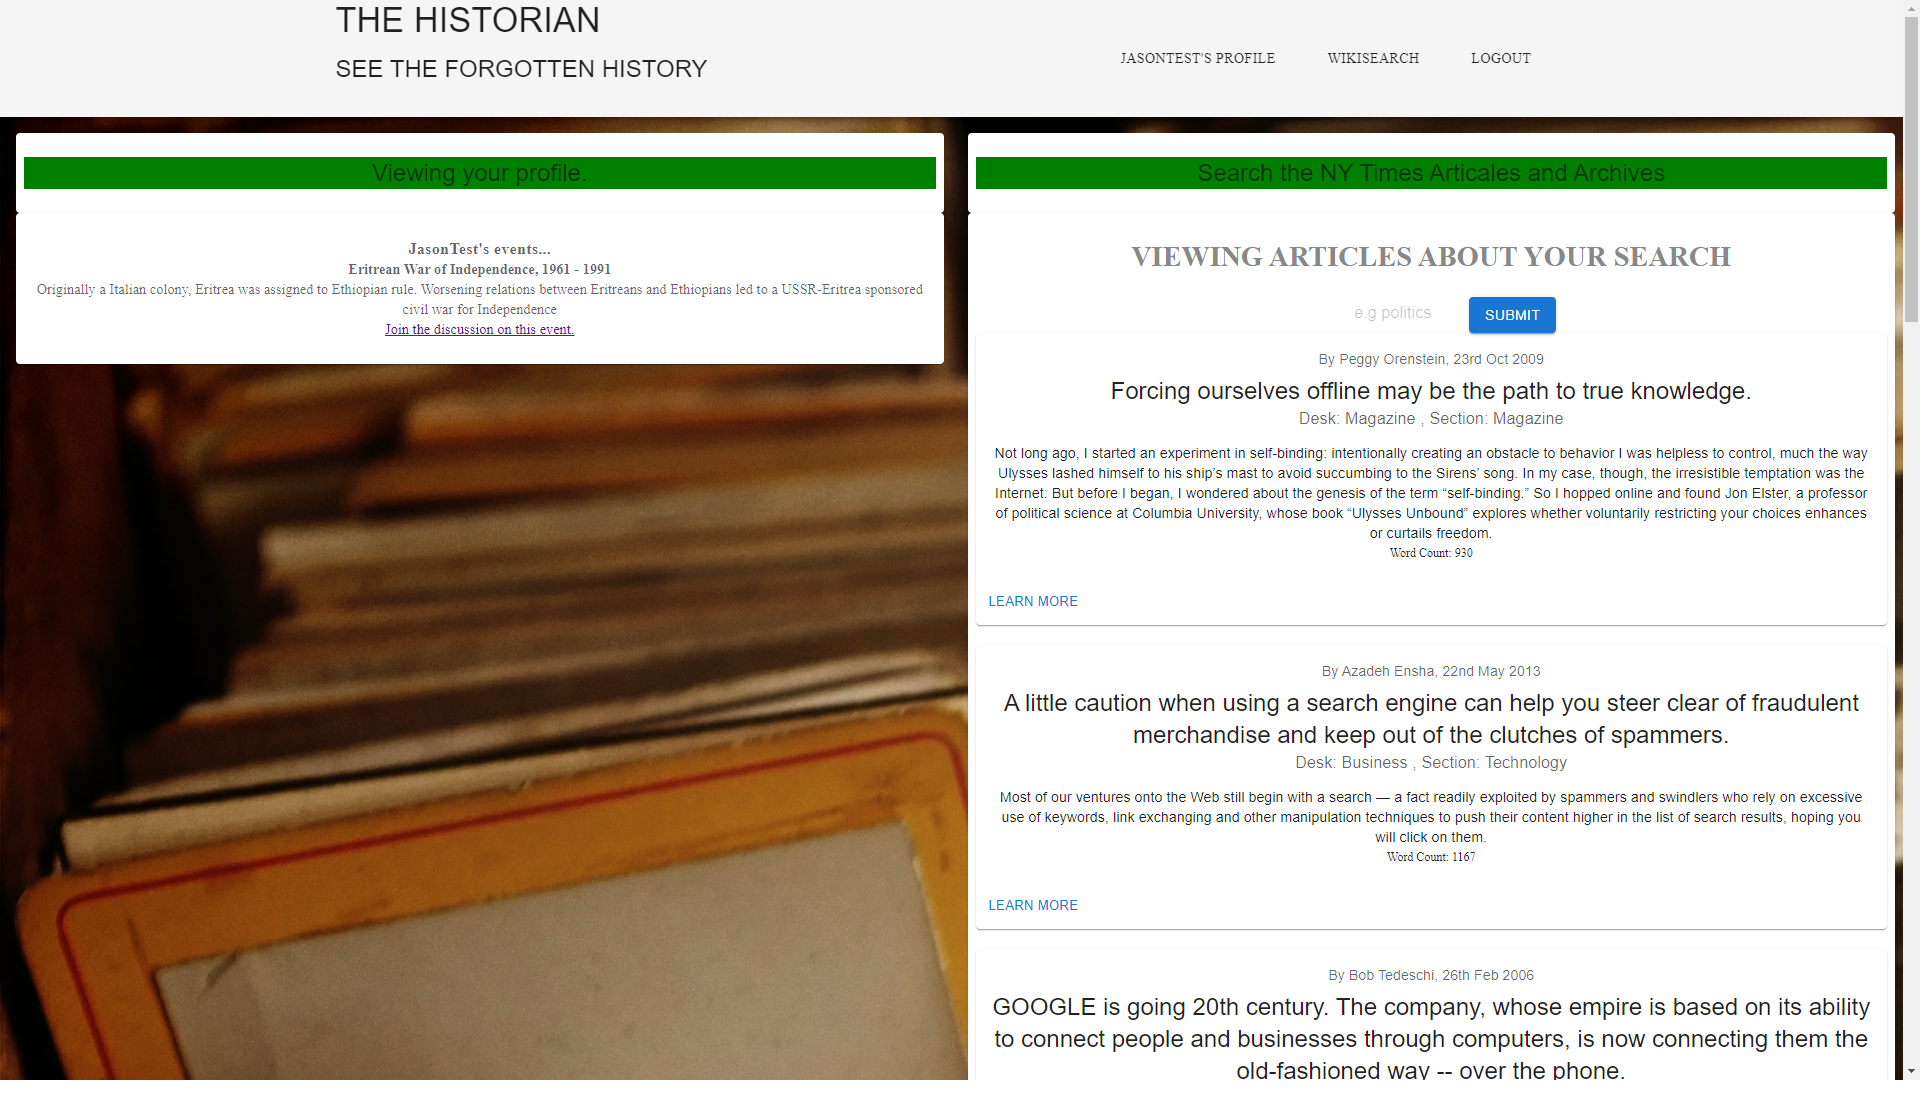 THE HISTORIAN
SEE THE FORGOTTEN HISTORY
JASONTEST'S PROFILE
WIKISEARCH
LOGOUT
Viewing your profile.
JasonTest's events...
Eritrean War of Independence, 1961 - 1991
Originally a Italian colony, Eritrea was assigned to Ethiopian rule. Worsening relations between Eritreans and Ethiopians led to a USSR-Eritrea sponsored
civil war for Independence
Join the discussion on this event.
Search the NY Times Articales and Archives
VIEWING ARTICLES ABOUT YOUR SEARCH
e.g politics
SUBMIT
By Peggy Orenstein, 23rd Oct 2009
Forcing ourselves offline may be the path to true knowledge.
Desk: Magazine , Section: Magazine
Not long ago, I started an experiment in self-binding: intentionally creating an obstacle to behavior I was helpless to control, much the way
Ulysses lashed himself to his ship’s mast to avoid succumbing to the Sirens’ song. In my case, though, the irresistible temptation was the
Internet. But before I began, I wondered about the genesis of the term “self-binding.” So I hopped online and found Jon Elster, a professor
of political science at Columbia University, whose book “Ulysses Unbound” explores whether voluntarily restricting your choices enhances
or curtails freedom.
Word Count: 930
LEARN MORE
By Azadeh Ensha, 22nd May 2013
A little caution when using a search engine can help you steer clear of fraudulent
merchandise and keep out of the clutches of spammers.
Desk: Business , Section: Technology
Most of our ventures onto the Web still begin with a search — a fact readily exploited by spammers and swindlers who rely on excessive
use of keywords, link exchanging and other manipulation techniques to push their content higher in the list of search results, hoping you
will click on them.
Word Count: 1167
LEARN MORE
By Bob Tedeschi, 26th Feb 2006
GOOGLE is going 20th century. The company, whose empire is based on its ability
to connect people and businesses through computers, is now connecting them the
old-fashioned way -- over the phone.